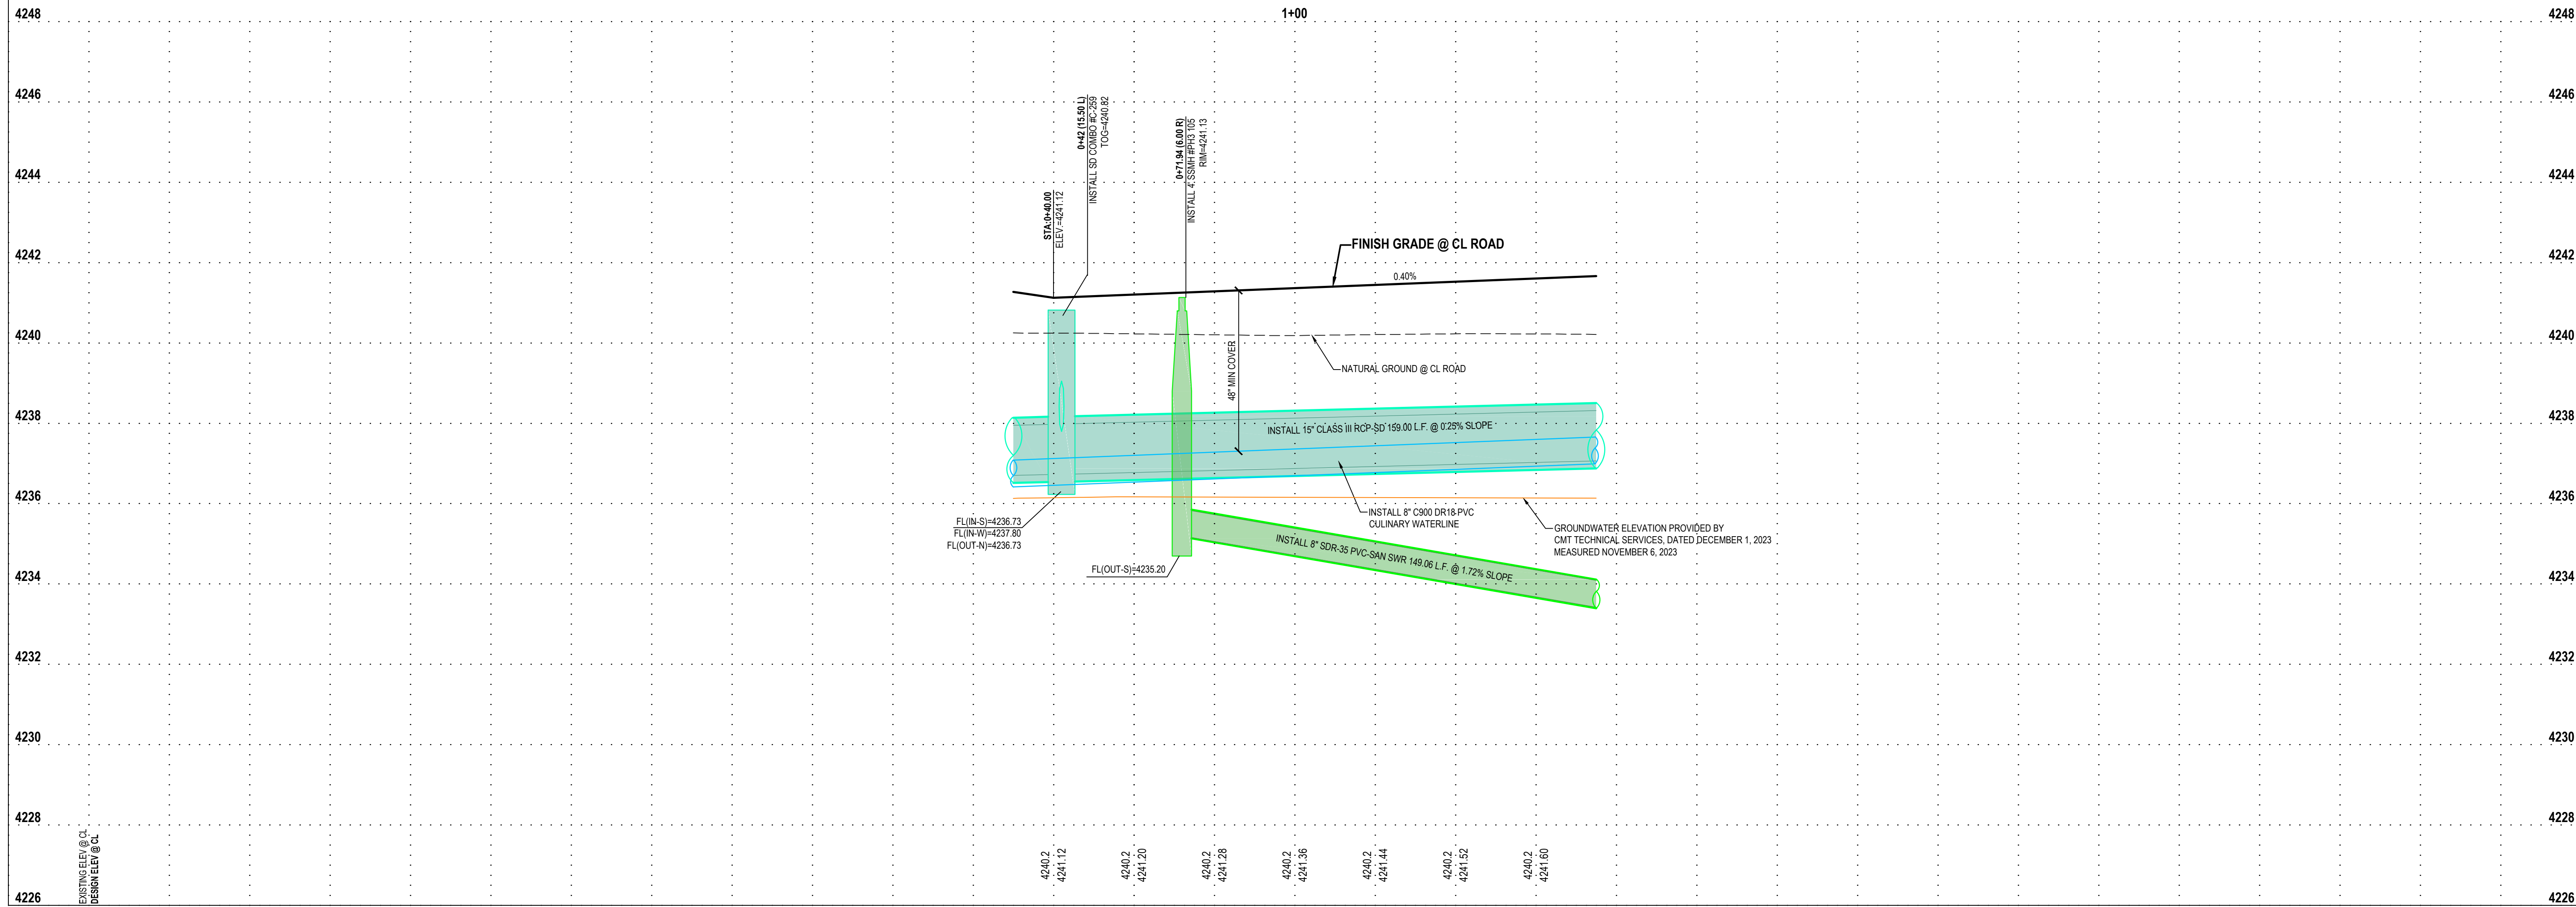 1+00
4248
4248
4246
4246
4244
4244
4242
4242
4240
4240
4238
4238
4236
4236
4234
4234
4232
4232
4230
4230
4228
4228
4226
4226
STA:0+40.00
ELEV.=4241.12
0+42 (15.50 L)
INSTALL SD COMBO #C-259
TOG=4240.82
0+71.94 (6.00 R)
INSTALL 4' SSMH #PH3 105
RIM=4241.13
FINISH GRADE @ CL ROAD
0.40%
48" MIN COVER
NATURAL GROUND @ CL ROAD
INSTALL 15" CLASS III RCP-SD 159.00 L.F. @ 0.25% SLOPE
INSTALL 8" C900 DR18 PVC
CULINARY WATERLINE
FL(IN-S)=4236.73
FL(IN-W)=4237.80
FL(OUT-N)=4236.73
FL(OUT-S)=4235.20
INSTALL 8" SDR-35 PVC-SAN SWR 149.06 L.F. @ 1.72% SLOPE
GROUNDWATER ELEVATION PROVIDED BY
CMT TECHNICAL SERVICES, DATED DECEMBER 1, 2023
MEASURED NOVEMBER 6, 2023
EXISTING ELEV @ CL
DESIGN ELEV @ CL
4240.2
4241.12
4240.2
4241.20
4240.2
4241.28
4240.2
4241.36
4240.2
4241.44
4240.2
4241.52
4240.2
4241.60